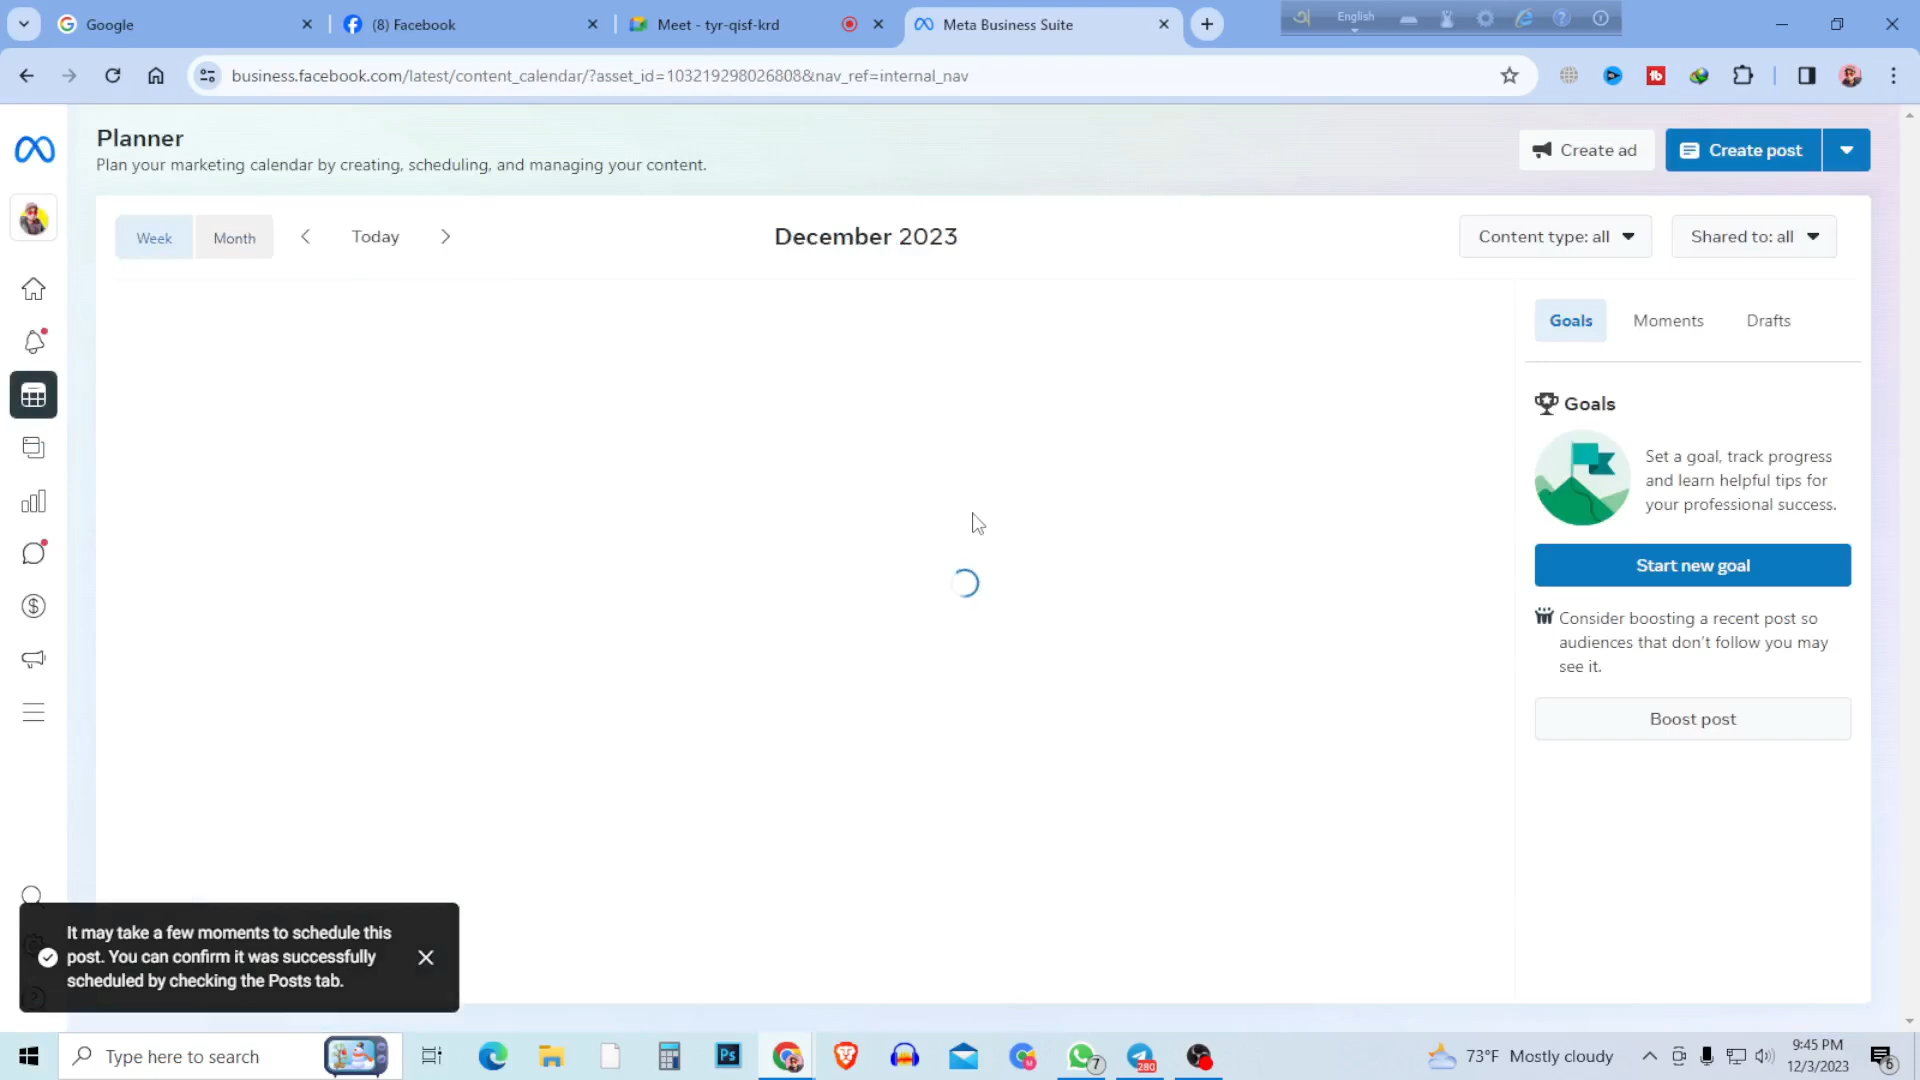 Google
(8) Facebook
Meet - tyr-qisf-krd
Meta Business Suite
English
business.facebook.com/latest/content_calendar/?asset_id=103219298026808&nav_ref=internal_nav
Planner
Plan your marketing calendar by creating, scheduling, and managing your content.
Create ad
Create post
Week
Month
Today
December 2023
Content type: all
Shared to: all
Goals
Moments
Drafts
Goals
Set a goal, track progress
and learn helpful tips for
your professional success.
Start new goal
Consider boosting a recent post so
audiences that don't follow you may
see it.
Boost post
It may take a few moments to schedule this
post. You can confirm it was successfully
scheduled by checking the Posts tab.
Type here to search
Ps
7
280
73°F Mostly cloudy
9:45 PM
12/3/2023
6